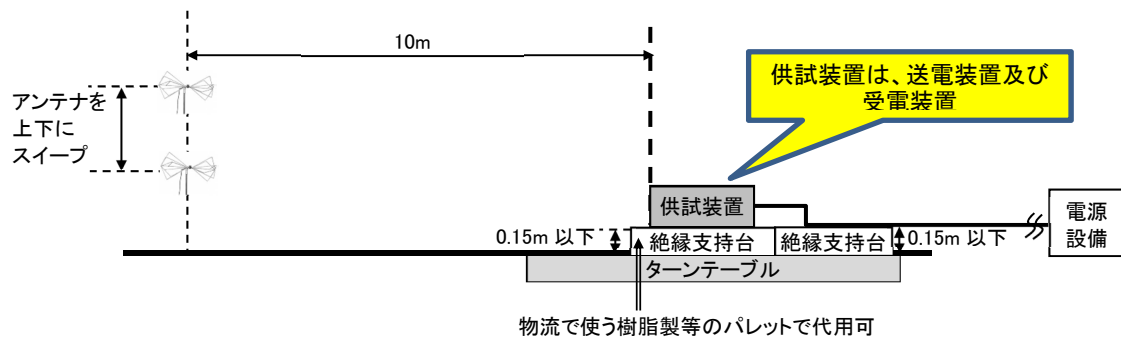 10m
供試装置は、送電装置及び
受電装置
アンテナを
上下に
スイープ
供試装置
電源
設備
0.15m 以下
絶縁支持台
絶縁支持台
0.15m 以下
ターンテーブル
物流で使う樹脂製等のパレットで代用可